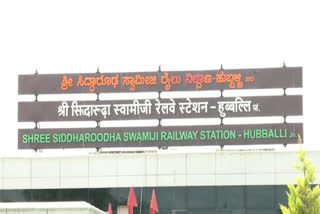 ಶ್ರೀ ಸಿದ್ಧಾರೂಢ ಸ್ವಾಮೀಜಿ ರೈಲು ನಿಲ್ದಾಣ-ಹುಬ್ಬಳ್ಳಿ
श्री सिद्धारूढ़ा स्वामीजी रेलवे स्टेशन - हुब्बल्लि जं.
SHREE SIDDHAROODHA SWAMIJI RAILWAY STATION - HUBBALLI